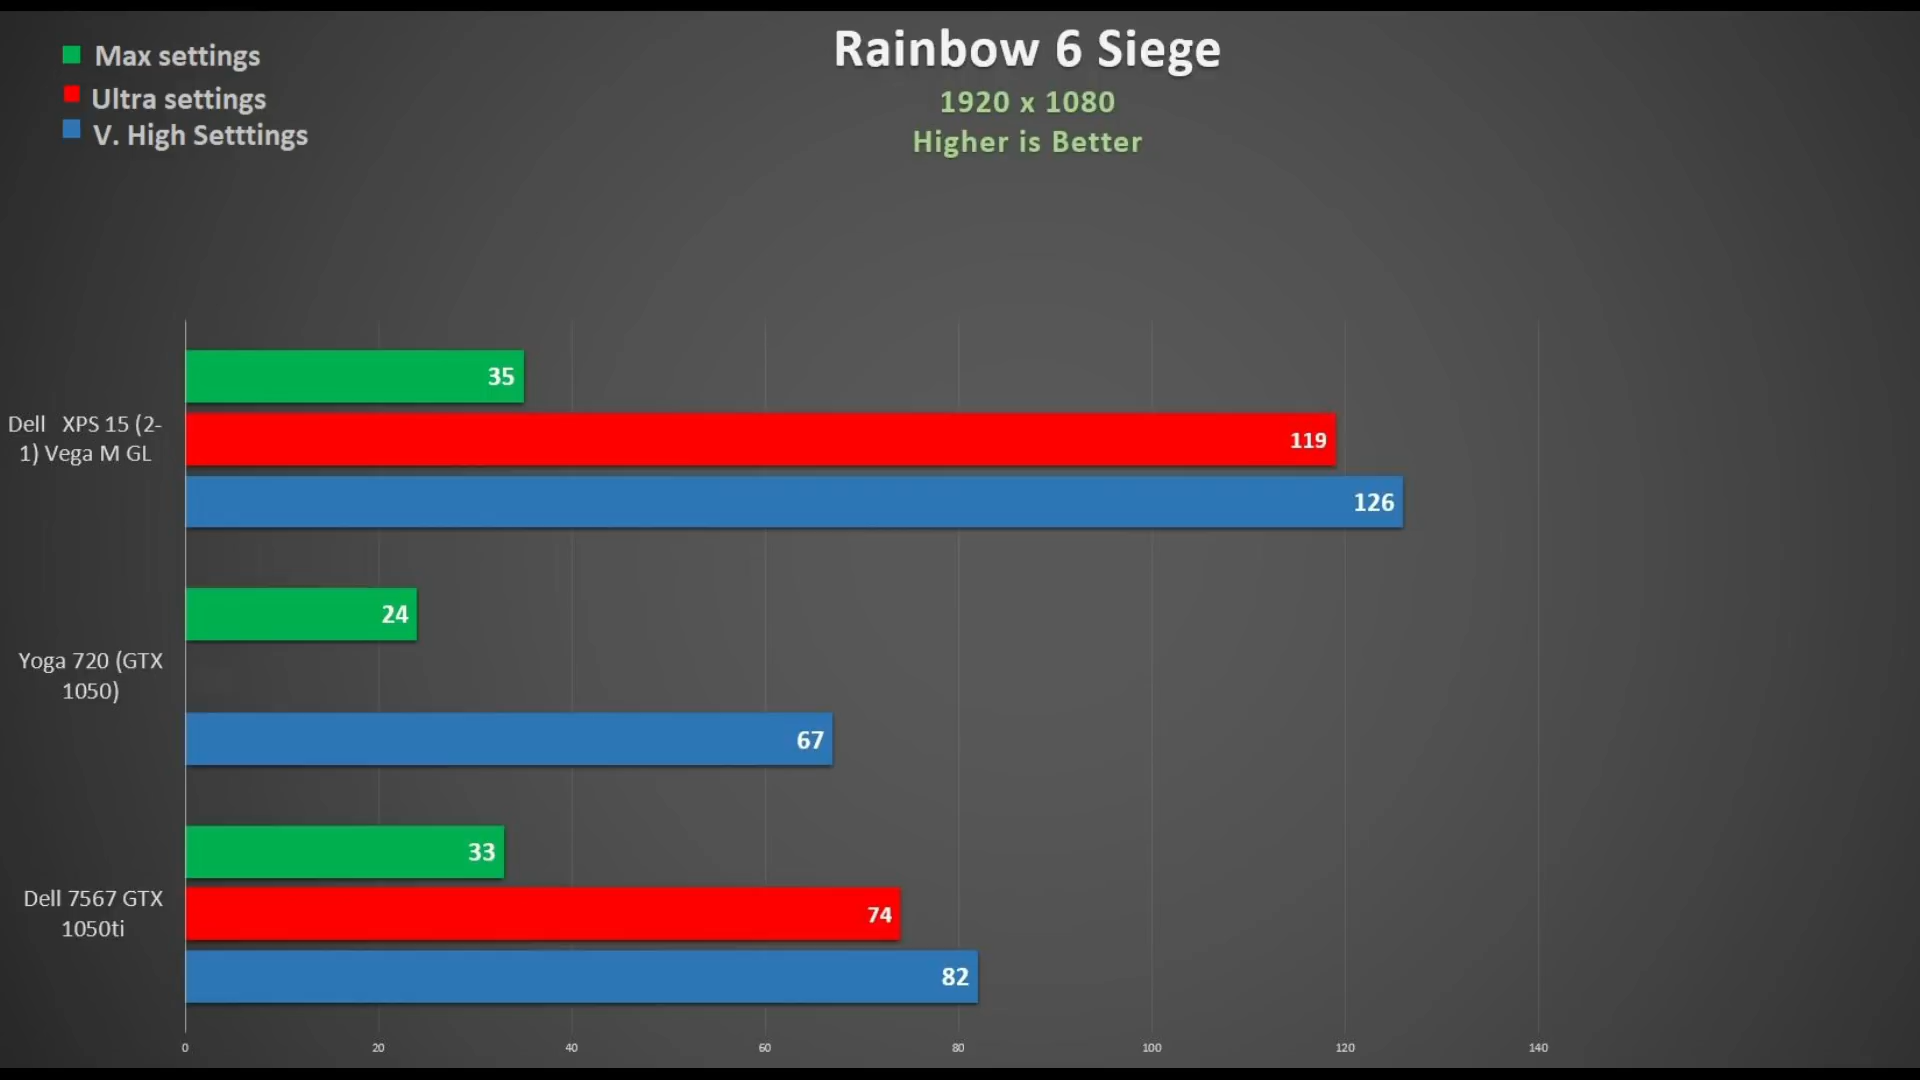 Rainbow 6 Siege
1920 x 1080
Higher is Better
Max settings
Ultra settings
V. High Setttings
Dell XPS 15 (2-
1) Vega M GL
35
119
126
Yoga 720 (GTX
1050)
24
67
Dell 7567 GTX
1050ti
33
74
82
0 20 40 60 80 100 120 140